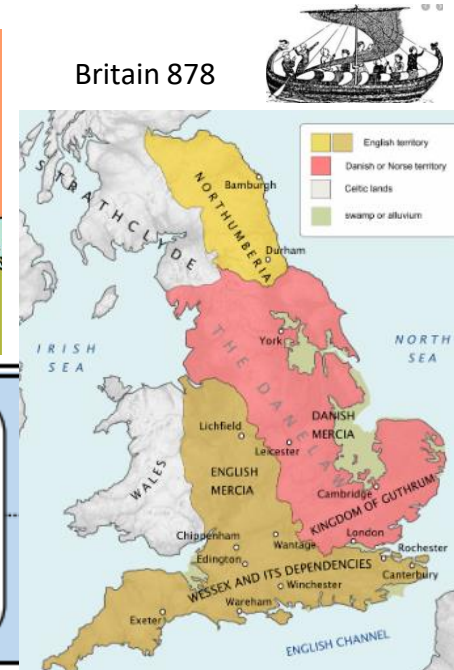 Britain 878
English territory
Danish or Norse territory
Celtic lands
swamp or alluvium
STRATHCLYDE
NORTHUMBERIA
Bamburgh
Durham
IRISH
SEA
NORTH
SEA
York
THE DANELAW
DANISH
MERCIA
Lichfield
Leicester
ENGLISH
MERCIA
WALES
Cambridge
KINGDOM OF GUTHRUM
London
Chippenham
Wantage
Rochester
Edington
WESSEX AND ITS DEPENDENCIES
Canterbury
Winchester
Wareham
Exeter
ENGLISH CHANNEL